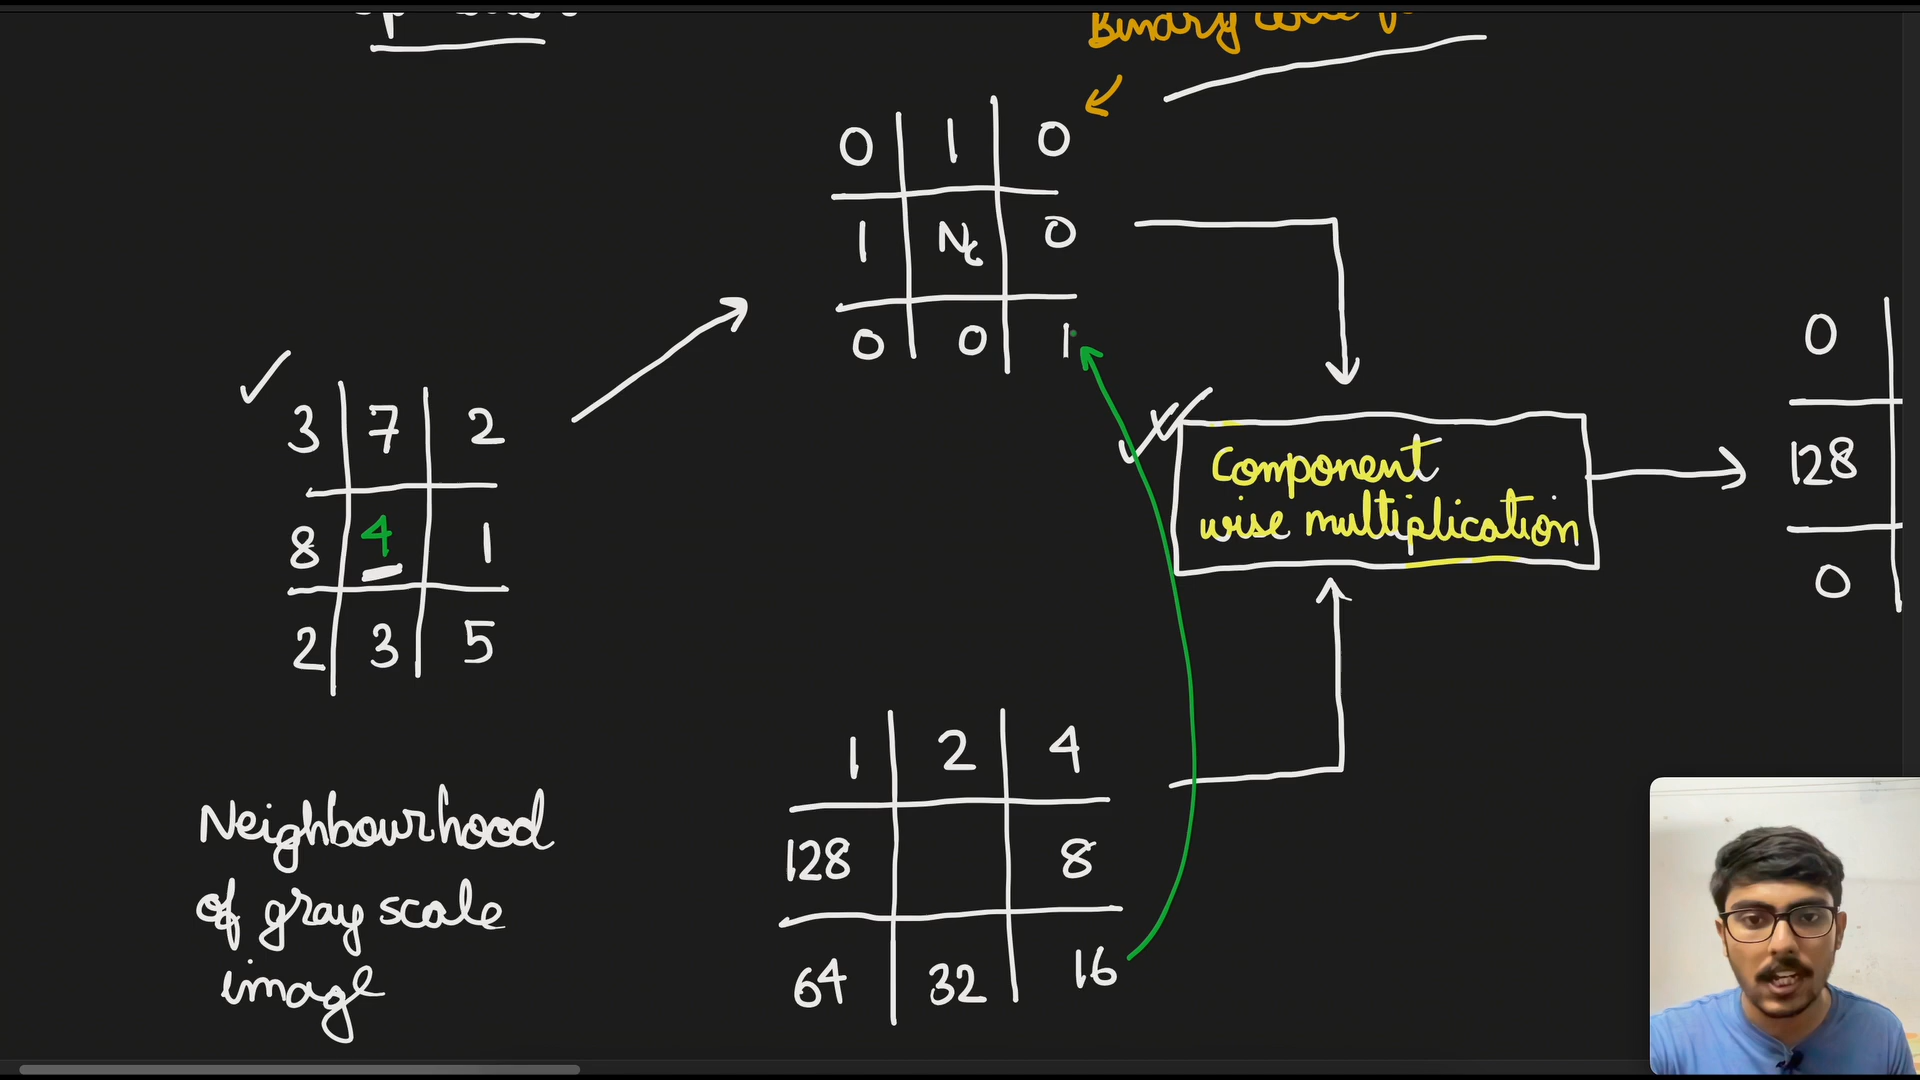 Binary
0 1 0
1 Nc 0
0 0 1
3 7 2
8 4 1
2 3 5
Component
wise multiplication
0
128
0
1 2 4
128 8
64 32 16
Neighbourhood
of gray scale
image